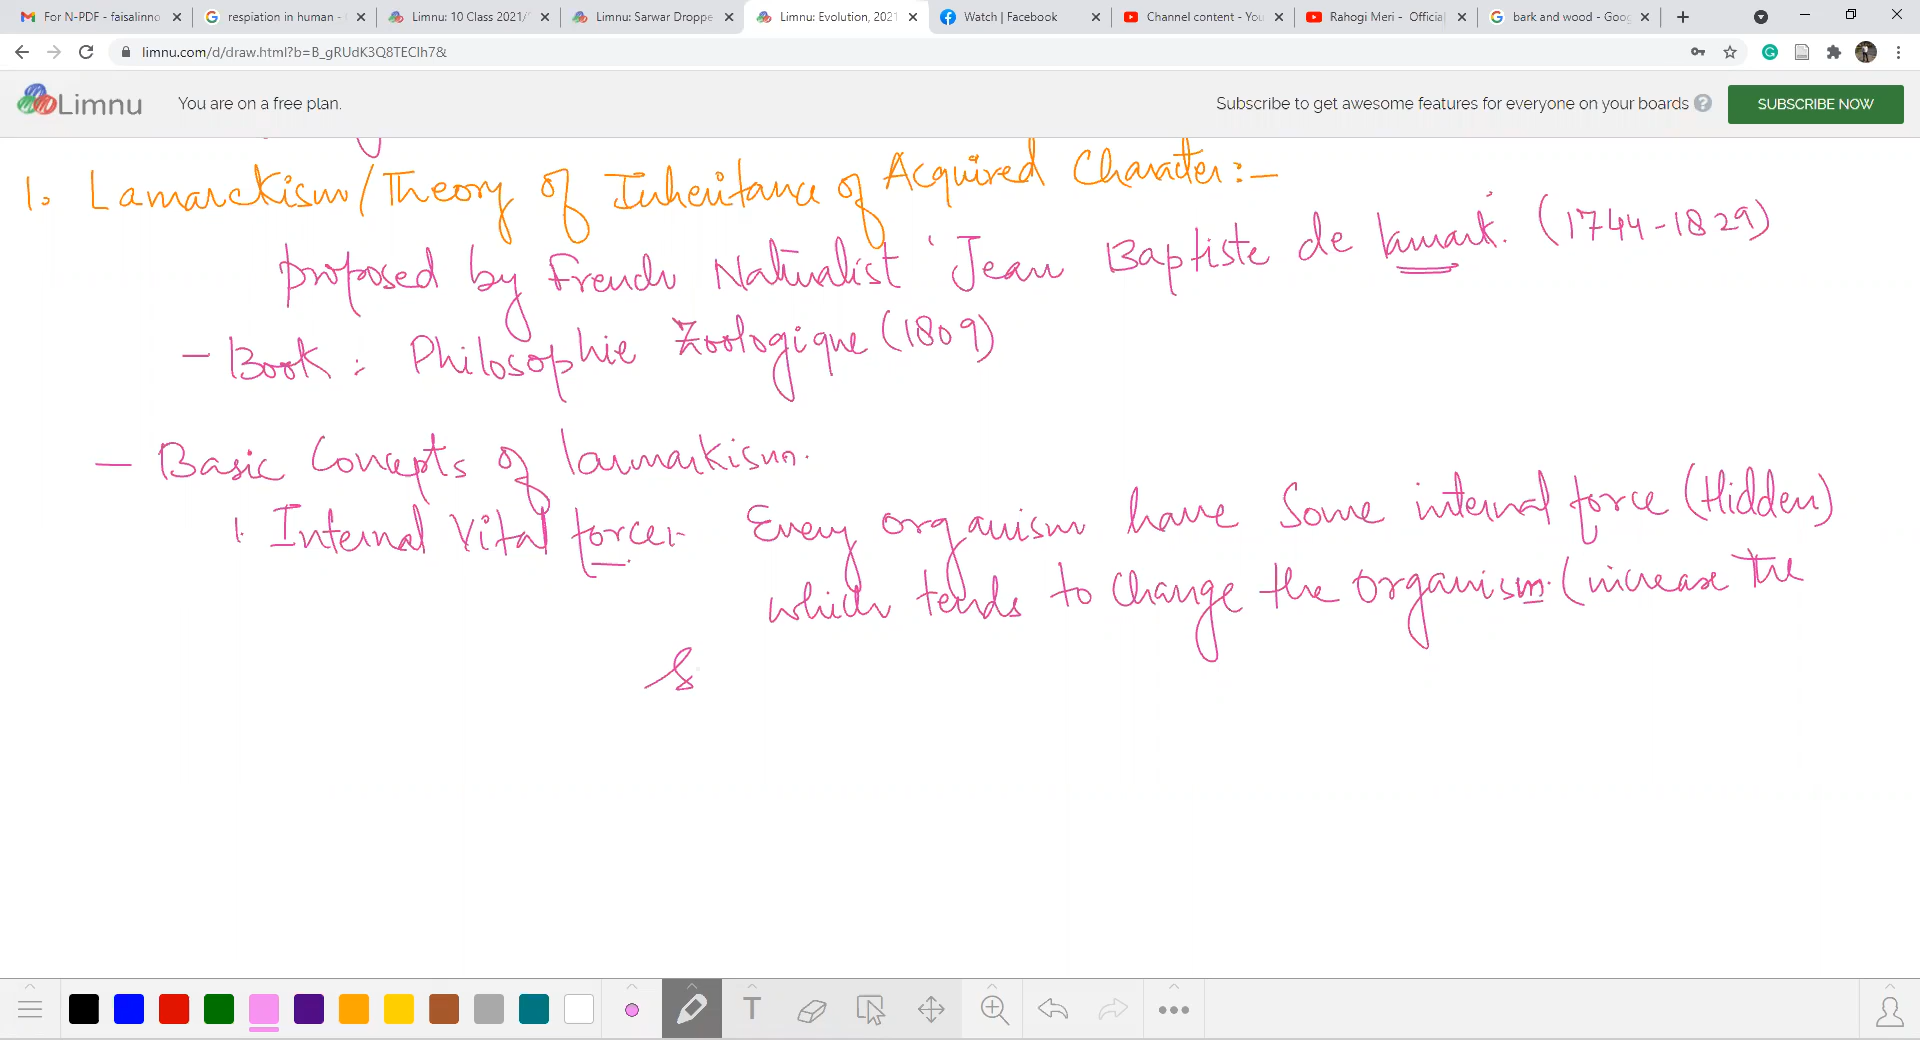 For N-PDF - faisalinno
respiation in human -
Limnu: 10 Class 2021/
Limnu: Sarwar Droppe
Limnu: Evolution, 2021
Watch | Facebook
Channel content - You
Rahogi Meri - Official
bark and wood - Goog
limnu.com/d/draw.html?b=B_gRUdK3Q8TEClh7&
Limnu
You are on a free plan.
Subscribe to get awesome features for everyone on your boards ?
SUBSCRIBE NOW
1. Lamarckism/Theory of Inheritance of Acquired Character:-
proposed by French Naturalist 'Jean Baptiste de lamark. (1744-1829)
- Book : Philosophie Zoologique (1809)
- Basic Concepts of lammarkism.
1. Internal Vital force:- Every organism have Some internal force (Hidden)
which tends to change the organism. (increase the
s
T